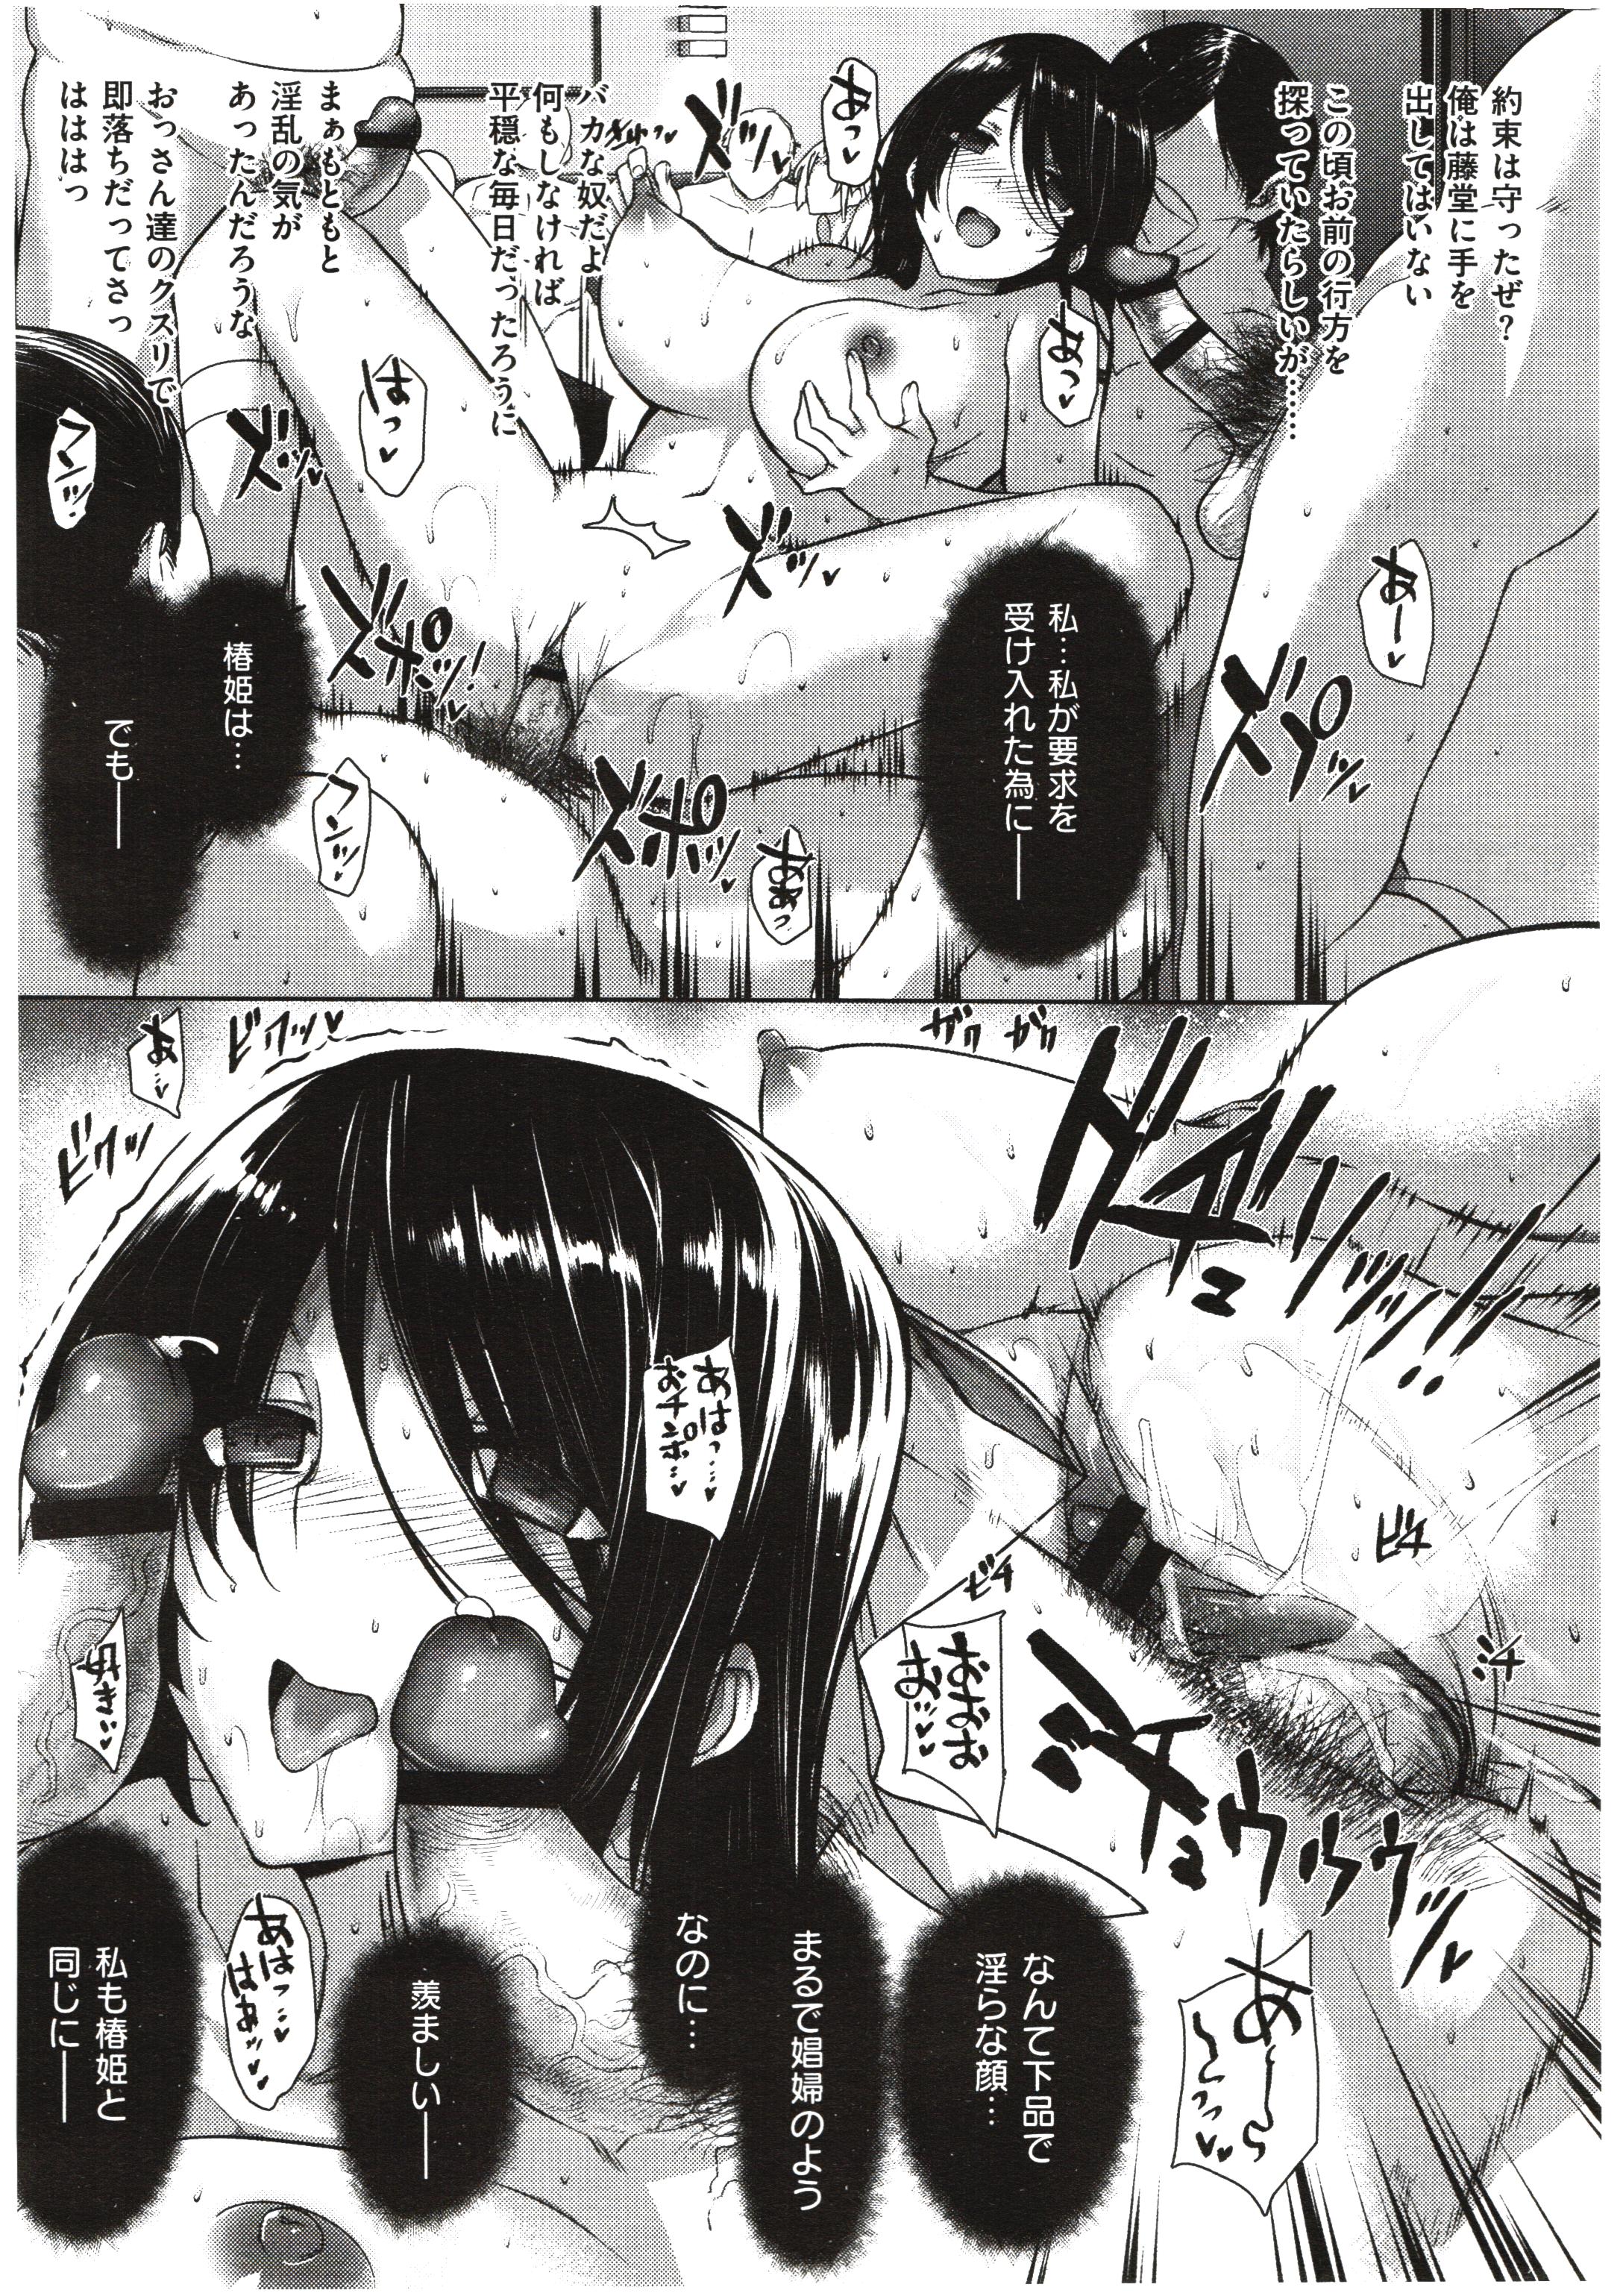 約束は守ったぜ?
俺は藤堂に手を
出してはいない
この頃お前の行方を
探っていたらしいが……
あっ♥
あっ♥
あー♥
ズッ
バカな奴だよ
何もしなければ
平穏な毎日だったろうに
まぁもともと
淫乱の気が
あったんだろうな
おっさん達のクスリで
即落ちだってさっ
はははっ
はっ♥
フンッ
ズッ
ズッ
ズポッ!
ズポッ
ズポッ
フンッ
ああっ
私…私が要求を
受け入れた為に──
椿姫は…
でも──
ガク
ガク
ビクッ♥
ビクッ
あ…♥
ビチ
ビチ
おおお
お…♥
あはっ…♥
おチンポ…♥
好き…♥
あ〜〜っ♥
なんて下品で
淫らな顔…
まるで娼婦のよう
なのに…
羨ましい──
あはっ…♥
はぁッ♥
私も椿姫と
同じに──